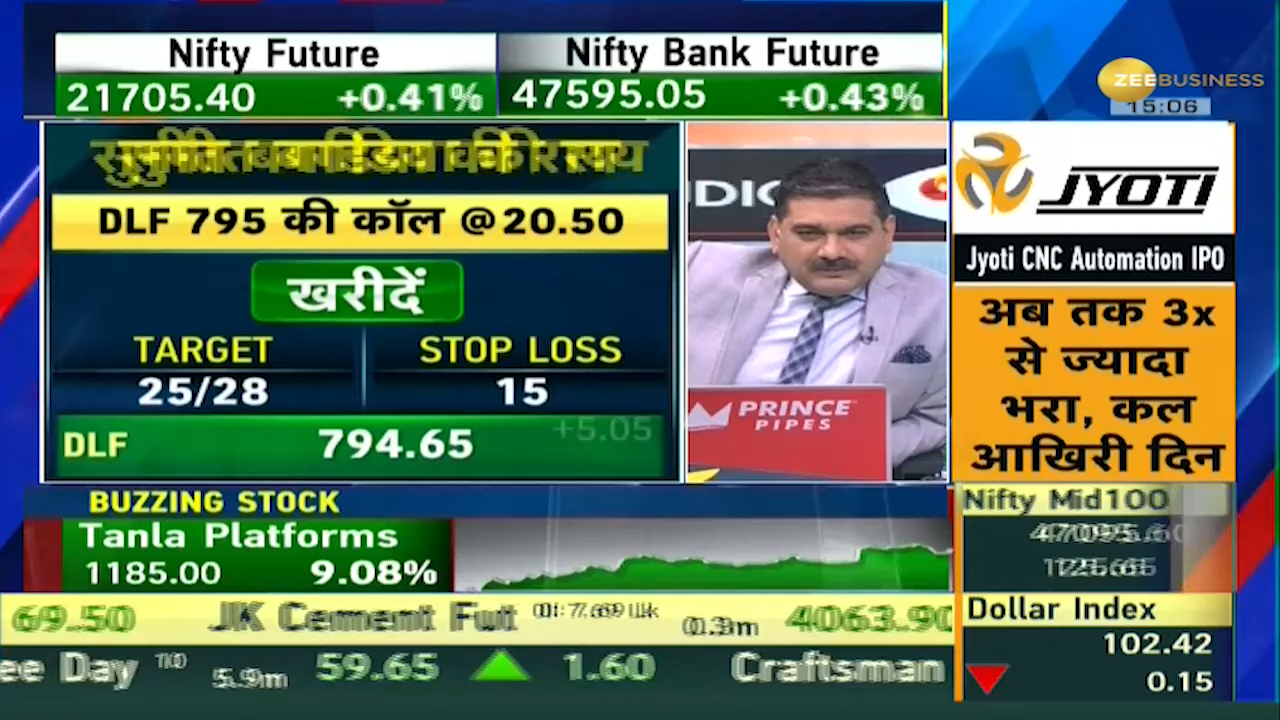 Nifty Future
21705.40 +0.41%
Nifty Bank Future
47595.05 +0.43%
ZEEBUSINESS
15:06
DLF 795 की कॉल @20.50
खरीदें
TARGET
25/28
STOP LOSS
15
DLF 794.65 +5.05
PRINCE
PIPES
JYOTI
Jyoti CNC Automation IPO
अब तक 3x
से ज्यादा
भरा, कल
आखिरी दिन
BUZZING STOCK
Tanla Platforms
1185.00 9.08%
Nifty Mid100
Dollar Index
102.42
0.15
69.50 JK Cement Fut 4063.90
ee Day 5.9m 59.65 1.60 Craftsman